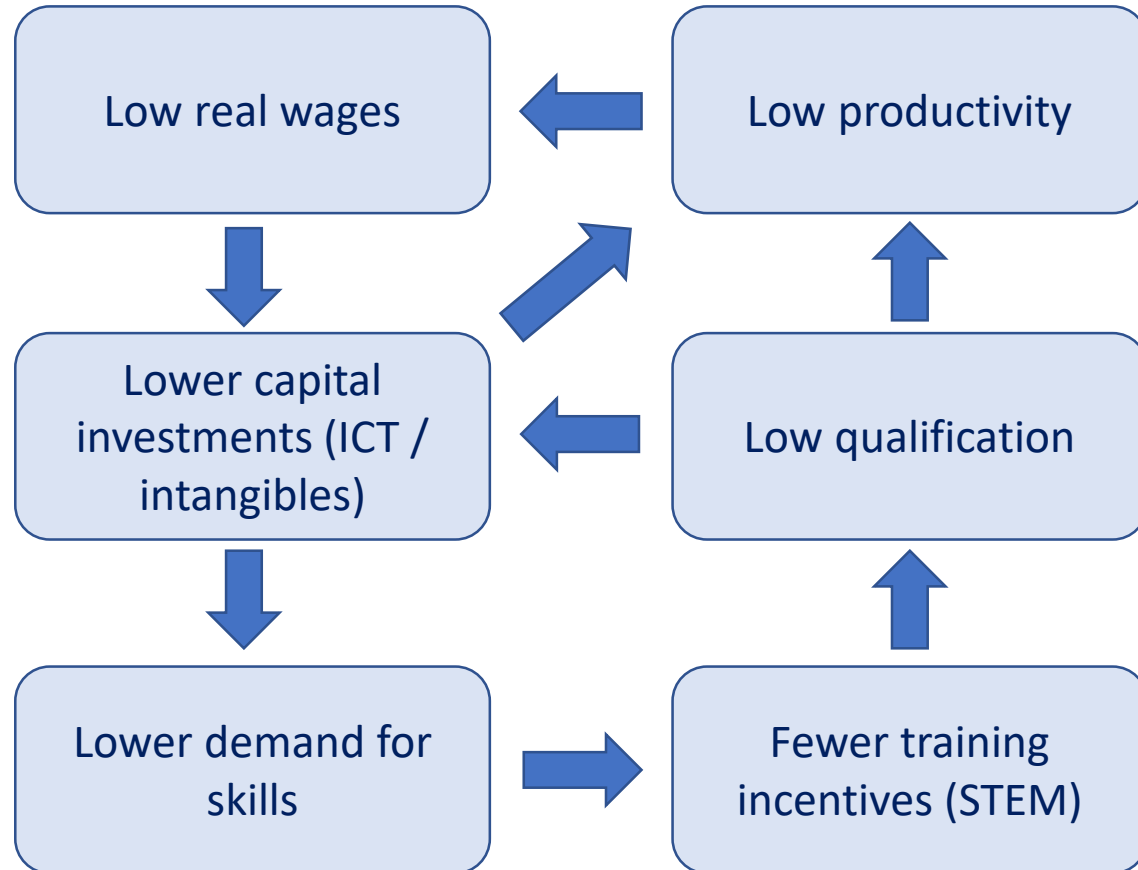 Low real wages
Low productivity
Lower capital
investments (ICT /
intangibles)
Low qualification
Lower demand for
skills
Fewer training
incentives (STEM)